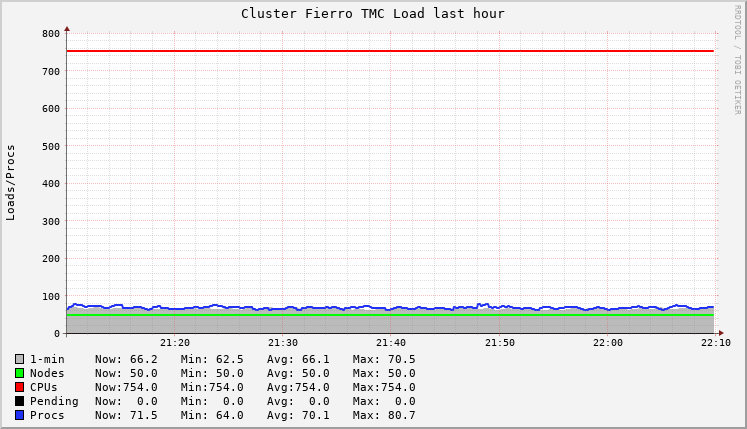 Cluster Fierro TMC Load last hour
RRDTOOL / TOBI OETIKER
Loads/Procs
800
700
600
500
400
300
200
100
0
21:20 21:30 21:40 21:50 22:00 22:10
1-min Now: 66.2 Min: 62.5 Avg: 66.1 Max: 70.5
Nodes Now: 50.0 Min: 50.0 Avg: 50.0 Max: 50.0
CPUs Now:754.0 Min:754.0 Avg:754.0 Max:754.0
Pending Now: 0.0 Min: 0.0 Avg: 0.0 Max: 0.0
Procs Now: 71.5 Min: 64.0 Avg: 70.1 Max: 80.7